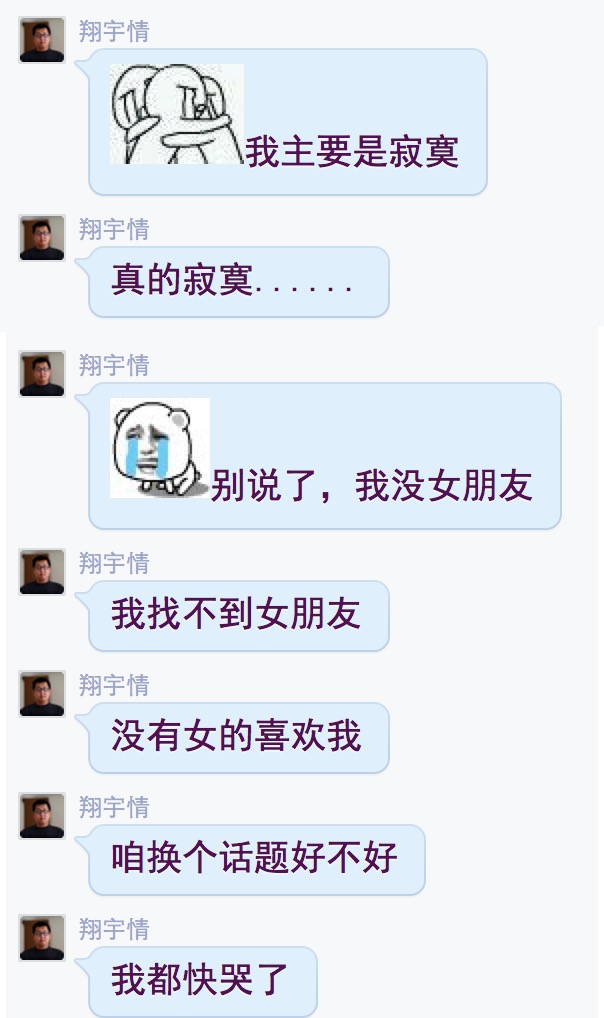 翔宇情
我主要是寂寞
翔宇情
真的寂寞......
翔宇情
别说了，我没女朋友
翔宇情
我找不到女朋友
翔宇情
没有女的喜欢我
翔宇情
咱换个话题好不好
翔宇情
我都快哭了